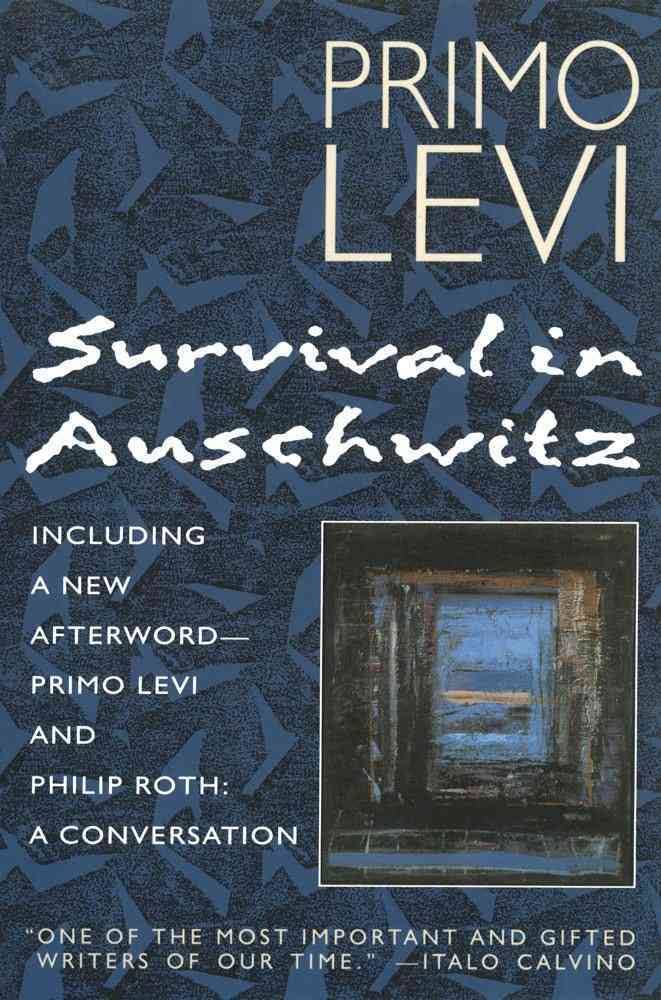 PRIMO
LEVI
Survival in
Auschwitz
INCLUDING
A NEW
AFTERWORD—
PRIMO LEVI
AND
PHILIP ROTH:
A CONVERSATION
"ONE OF THE MOST IMPORTANT AND GIFTED
WRITERS OF OUR TIME." —ITALO CALVINO